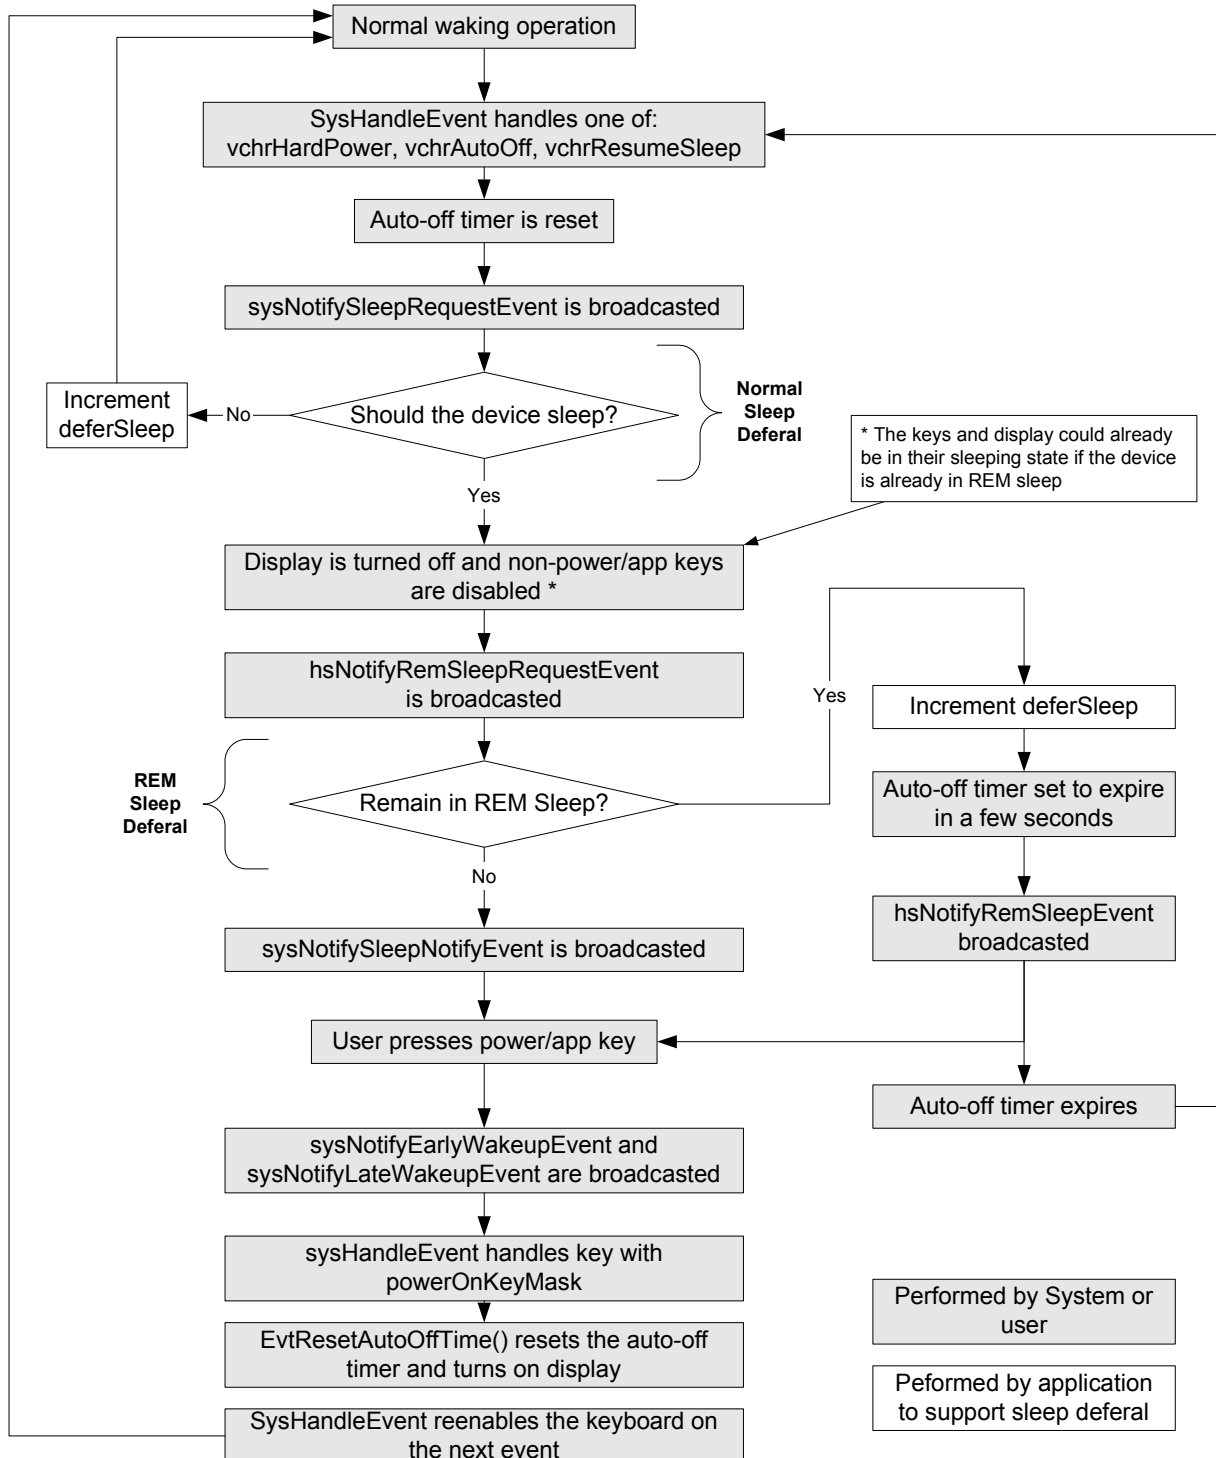 Normal waking operation
SysHandleEvent handles one of:
vchrHardPower, vchrAutoOff, vchrResumeSleep
Auto-off timer is reset
sysNotifySleepRequestEvent is broadcasted
Should the device sleep?
No
Increment
deferSleep
Normal
Sleep
Deferal
* The keys and display could already
be in their sleeping state if the device
is already in REM sleep
Yes
Display is turned off and non-power/app keys
are disabled *
hsNotifyRemSleepRequestEvent
is broadcasted
REM
Sleep
Deferal
Remain in REM Sleep?
Yes
Increment deferSleep
Auto-off timer set to expire
in a few seconds
hsNotifyRemSleepEvent
broadcasted
No
sysNotifySleepNotifyEvent is broadcasted
User presses power/app key
Auto-off timer expires
sysNotifyEarlyWakeupEvent and
sysNotifyLateWakeupEvent are broadcasted
sysHandleEvent handles key with
powerOnKeyMask
EvtResetAutoOffTime() resets the auto-off
timer and turns on display
SysHandleEvent reenables the keyboard on
the next event
Performed by System or
user
Peformed by application
to support sleep deferal